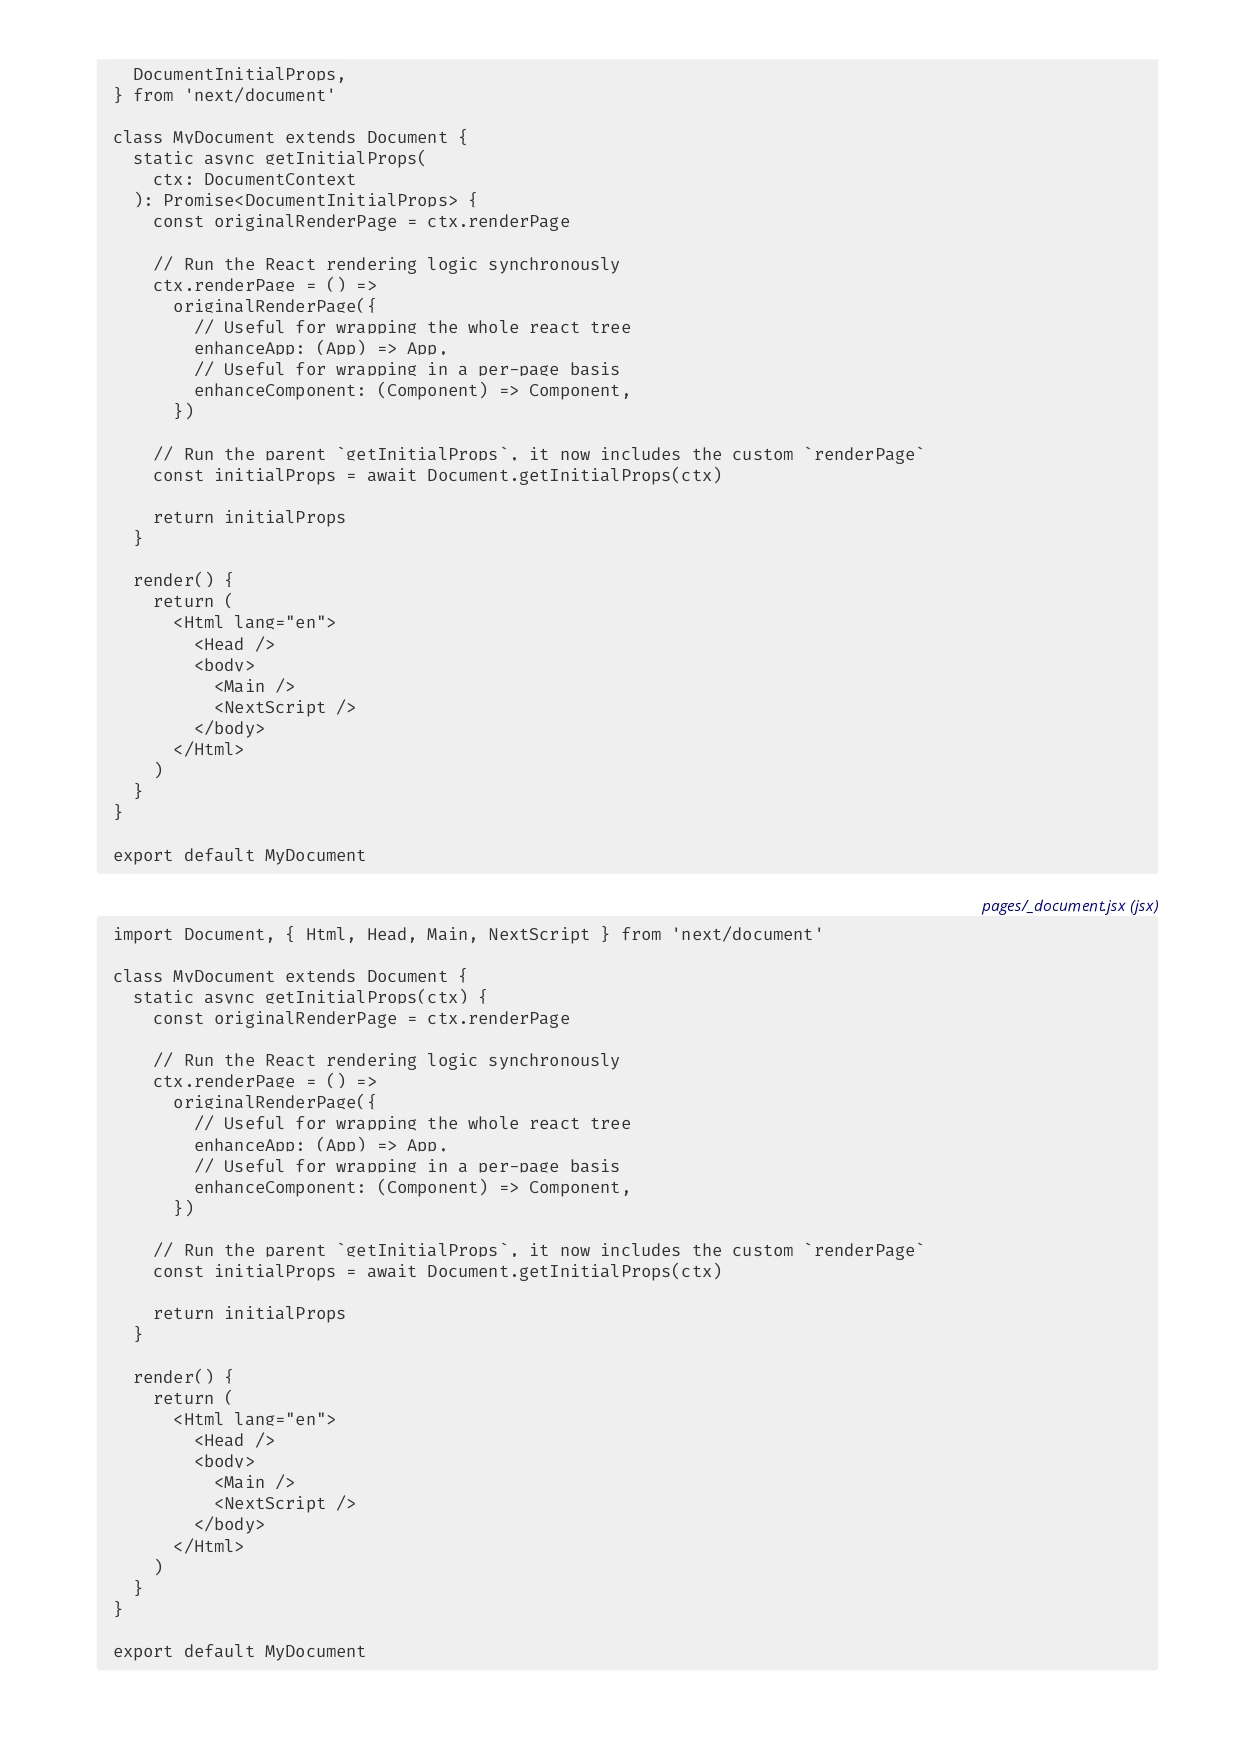 DocumentInitialProps,
} from 'next/document'

class MyDocument extends Document {
  static async getInitialProps(
    ctx: DocumentContext
  ): Promise<DocumentInitialProps> {
    const originalRenderPage = ctx.renderPage

    // Run the React rendering logic synchronously
    ctx.renderPage = () =>
      originalRenderPage({
        // Useful for wrapping the whole react tree
        enhanceApp: (App) => App,
        // Useful for wrapping in a per-page basis
        enhanceComponent: (Component) => Component,
      })

    // Run the parent `getInitialProps`, it now includes the custom `renderPage`
    const initialProps = await Document.getInitialProps(ctx)

    return initialProps
  }

  render() {
    return (
      <Html lang="en">
        <Head />
        <body>
          <Main />
          <NextScript />
        </body>
      </Html>
    )
  }
}

export default MyDocument

pages/_document.jsx (jsx)
import Document, { Html, Head, Main, NextScript } from 'next/document'

class MyDocument extends Document {
  static async getInitialProps(ctx) {
    const originalRenderPage = ctx.renderPage

    // Run the React rendering logic synchronously
    ctx.renderPage = () =>
      originalRenderPage({
        // Useful for wrapping the whole react tree
        enhanceApp: (App) => App,
        // Useful for wrapping in a per-page basis
        enhanceComponent: (Component) => Component,
      })

    // Run the parent `getInitialProps`, it now includes the custom `renderPage`
    const initialProps = await Document.getInitialProps(ctx)

    return initialProps
  }

  render() {
    return (
      <Html lang="en">
        <Head />
        <body>
          <Main />
          <NextScript />
        </body>
      </Html>
    )
  }
}

export default MyDocument